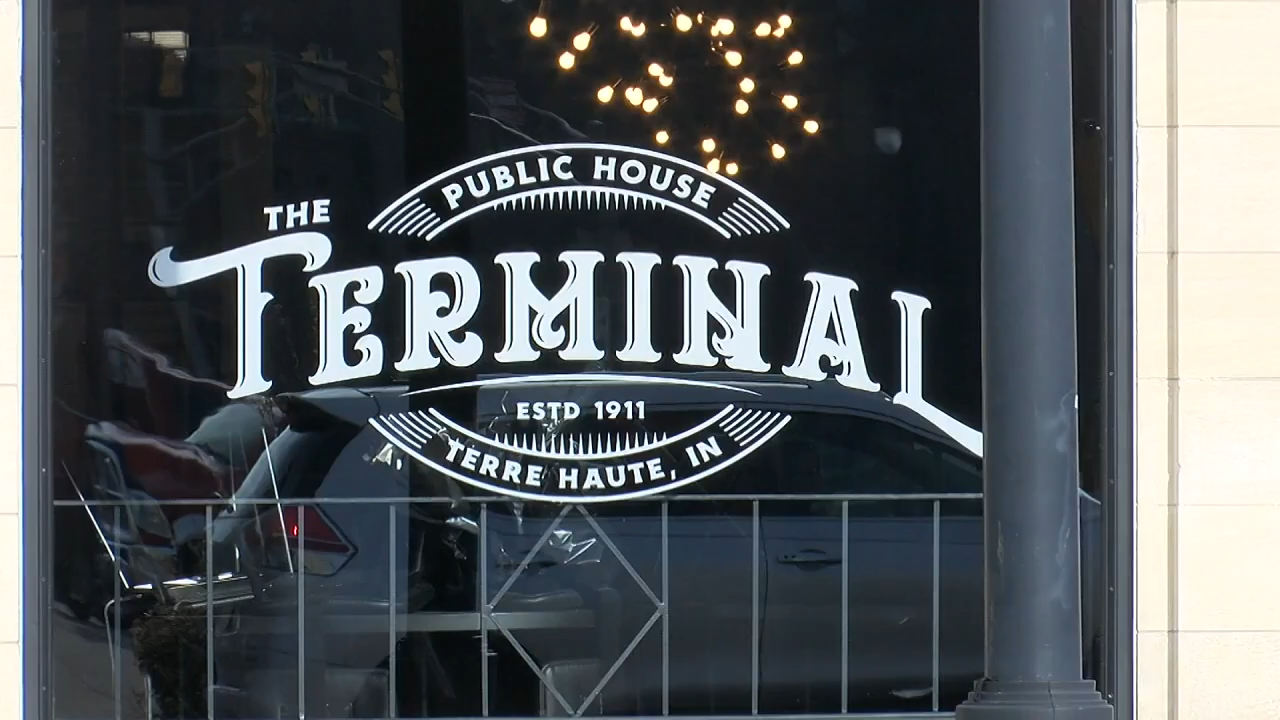 PUBLIC HOUSE
THE
TERMINAL
ESTD 1911
TERRE HAUTE, IN